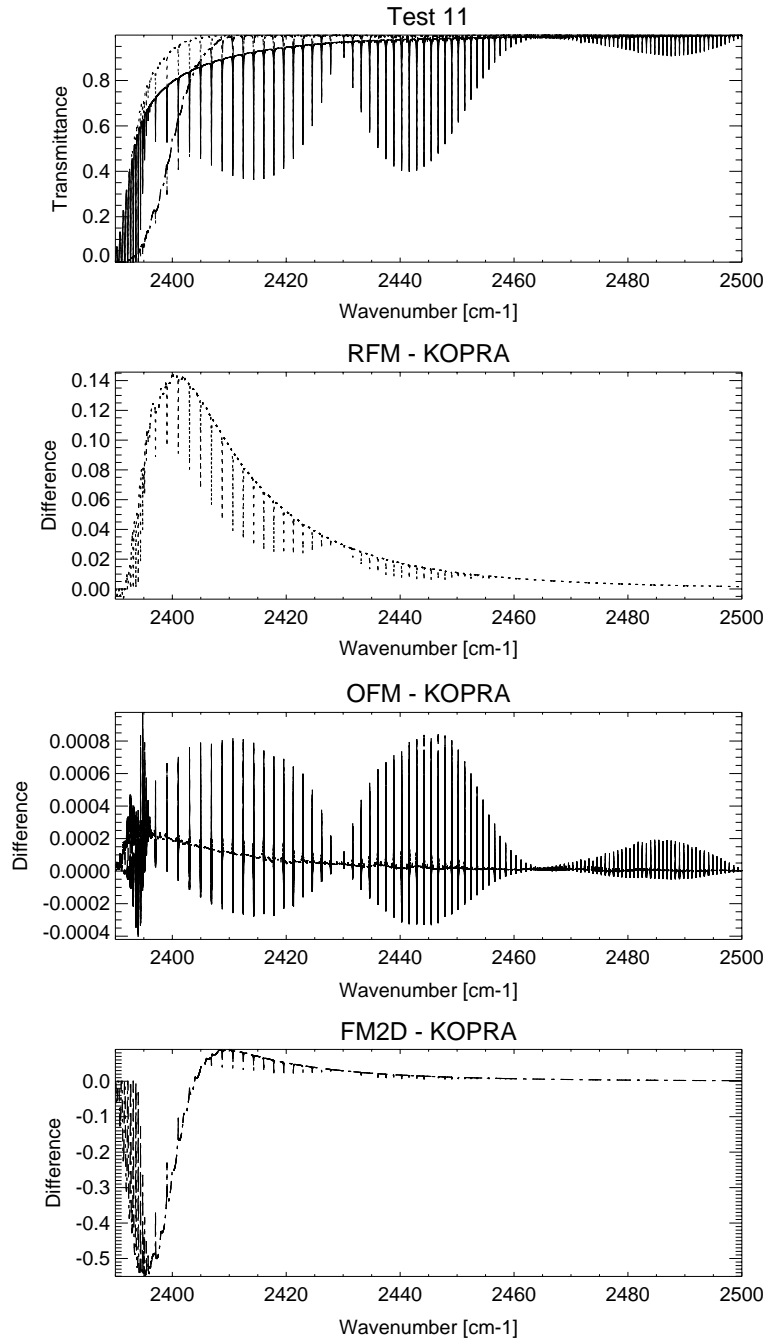 Test 11
Transmittance
0.8
0.6
0.4
0.2
0.0
2400 2420 2440 2460 2480 2500
Wavenumber [cm-1]
RFM - KOPRA
Difference
0.14
0.12
0.10
0.08
0.06
0.04
0.02
0.00
2400 2420 2440 2460 2480 2500
Wavenumber [cm-1]
OFM - KOPRA
Difference
0.0008
0.0006
0.0004
0.0002
0.0000
-0.0002
-0.0004
2400 2420 2440 2460 2480 2500
Wavenumber [cm-1]
FM2D - KOPRA
Difference
0.0
-0.1
-0.2
-0.3
-0.4
-0.5
2400 2420 2440 2460 2480 2500
Wavenumber [cm-1]